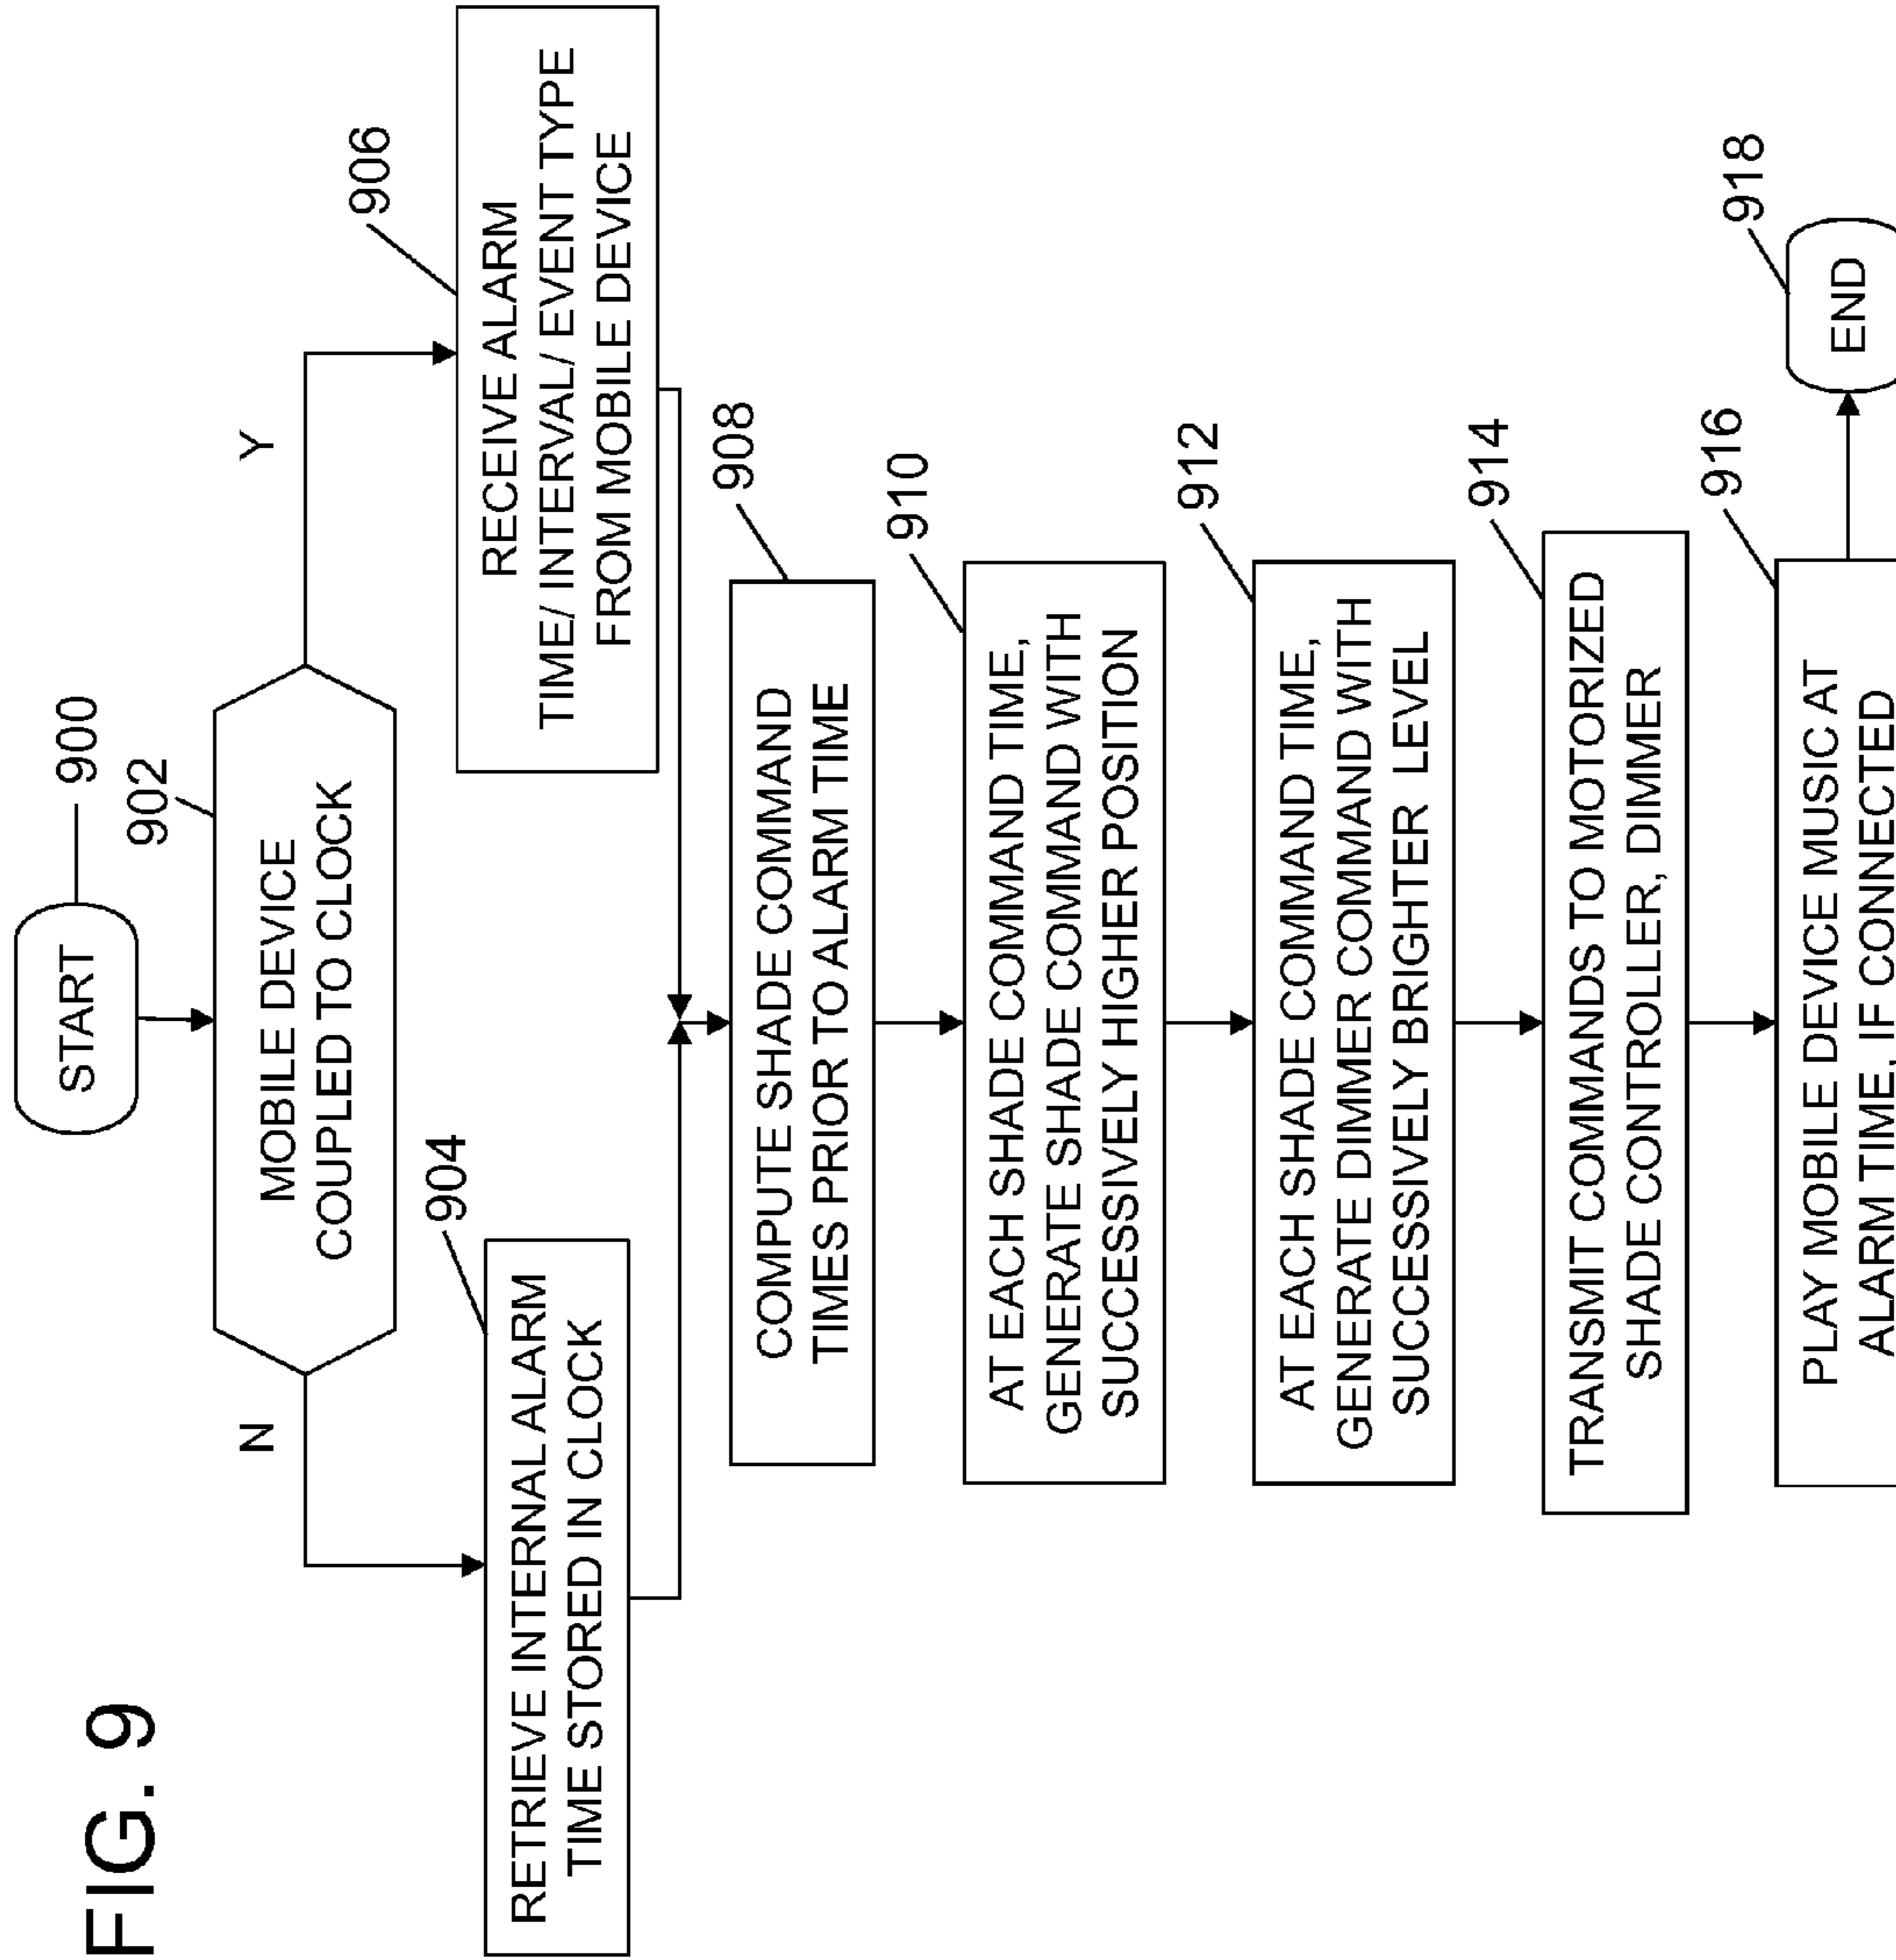 FIG. 9
START
900
902
MOBILE DEVICE
COUPLED TO CLOCK
N
Y
904
RETRIEVE INTERNAL ALARM
TIME STORED IN CLOCK
906
RECEIVE ALARM
TIME/ INTERVAL/ EVENT TYPE
FROM MOBILE DEVICE
908
COMPUTE SHADE COMMAND
TIMES PRIOR TO ALARM TIME
910
AT EACH SHADE COMMAND TIME,
GENERATE SHADE COMMAND WITH
SUCCESSIVELY HIGHER POSITION
912
AT EACH SHADE COMMAND TIME,
GENERATE DIMMER COMMAND WITH
SUCCESSIVELY BRIGHTER LEVEL
914
TRANSMIT COMMANDS TO MOTORIZED
SHADE CONTROLLER, DIMMER
916
PLAY MOBILE DEVICE MUSIC AT
ALARM TIME, IF CONNECTED
918
END